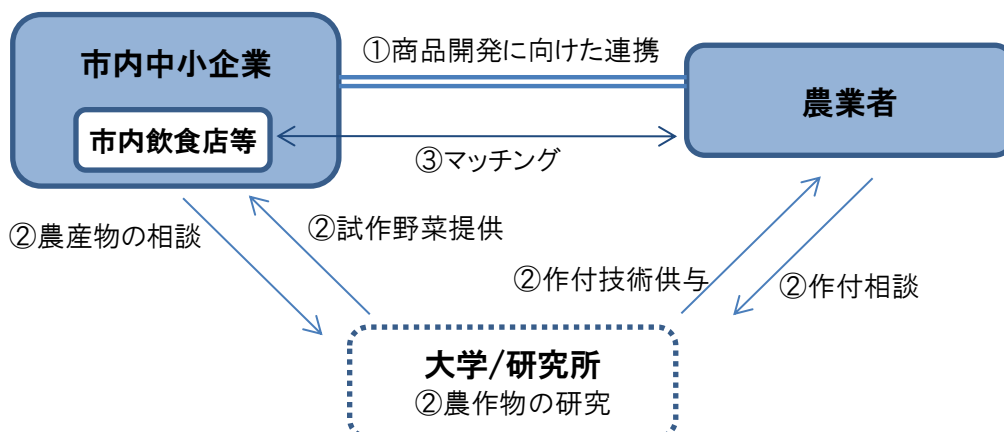 ①商品開発に向けた連携
市内中小企業
農業者
市内飲食店等
③マッチング
②農産物の相談
②試作野菜提供
②作付技術供与
②作付相談
大学/研究所
②農作物の研究